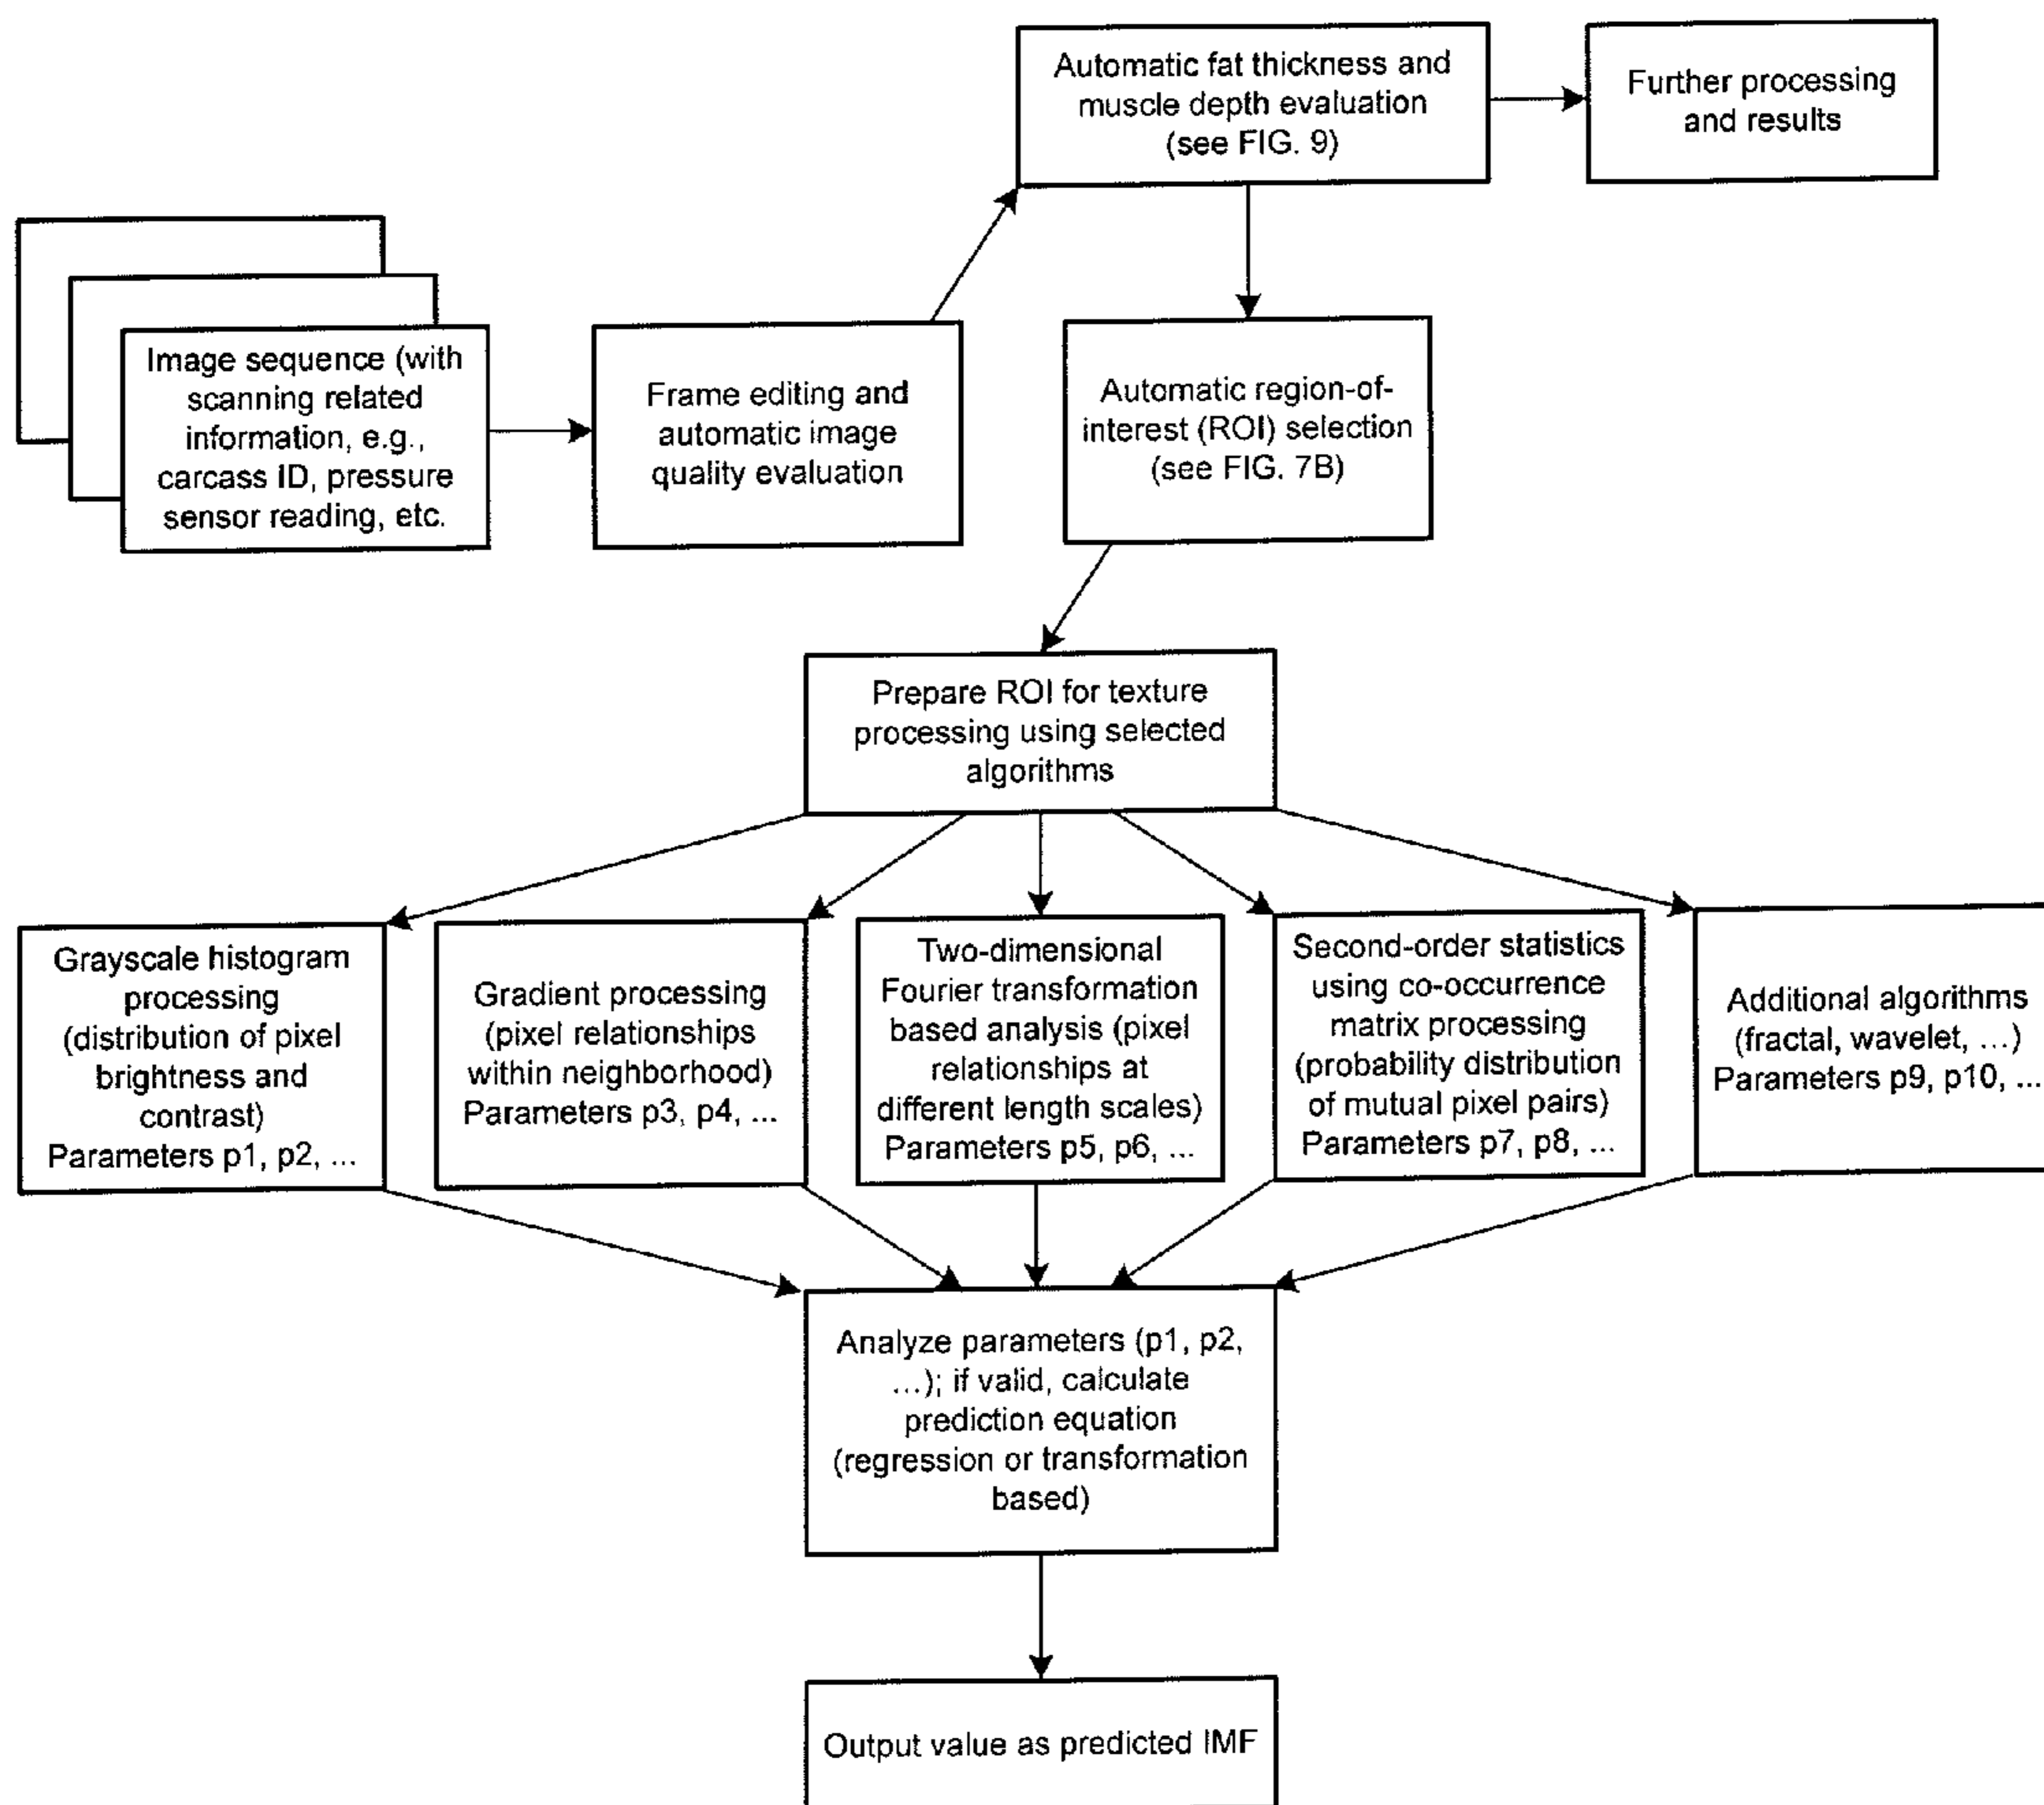 Automatic fat thickness and
muscle depth evaluation
(see FIG. 9)
Further processing
and results
Image sequence (with
scanning related
information, e.g.,
carcass ID, pressure
sensor reading, etc.
Frame editing and
automatic image
quality evaluation
Automatic region-of-
interest (ROI) selection
(see FIG. 7B)
Prepare ROI for texture
processing using selected
algorithms
Grayscale histogram
processing
(distribution of pixel
brightness and
contrast)
Parameters p1, p2, ...
Gradient processing
(pixel relationships
within neighborhood)
Parameters p3, p4, ...
Two-dimensional
Fourier transformation
based analysis (pixel
relationships at
different length scales)
Parameters p5, p6, ...
Second-order statistics
using co-occurrence
matrix processing
(probability distribution
of mutual pixel pairs)
Parameters p7, p8, ...
Additional algorithms
(fractal, wavelet, ...)
Parameters p9, p10, ...
Analyze parameters (p1, p2,
...); if valid, calculate
prediction equation
(regression or transformation
based)
Output value as predicted IMF